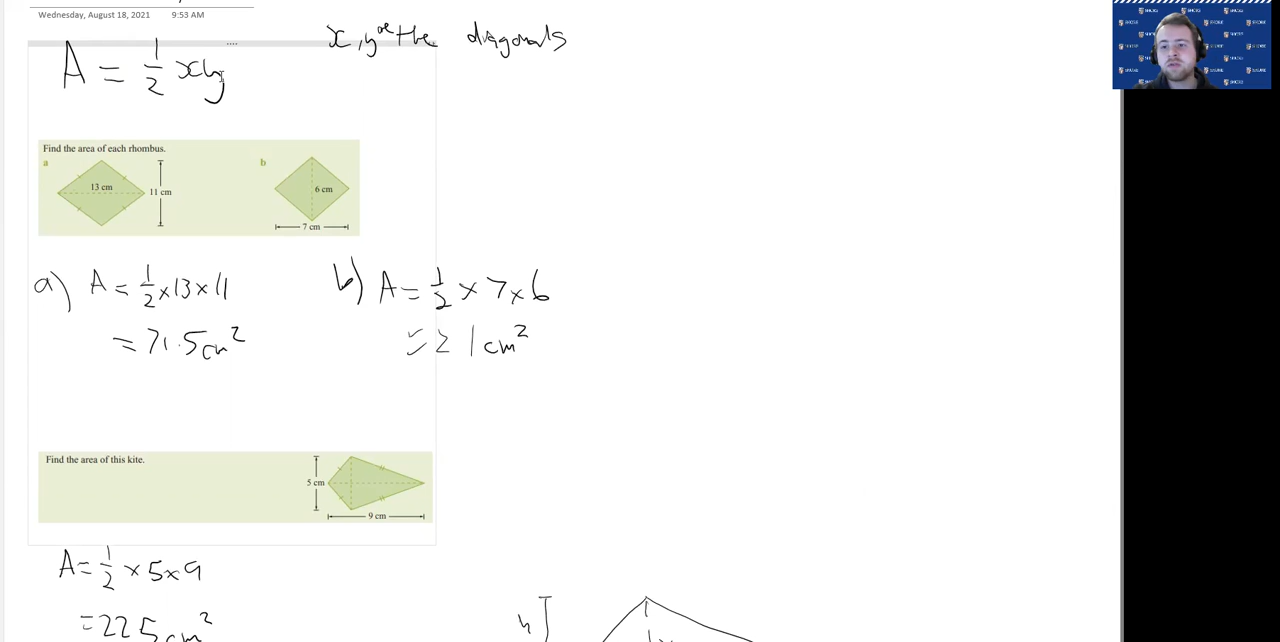 Wednesday, August 18, 2021 9:53 AM
x, y are the diagonals
A = 1/2 xy
Find the area of each rhombus.
a
13 cm
11 cm
b
6 cm
7 cm
a) A = 1/2 × 13 × 11
= 71.5 cm²
b) A = 1/2 × 7 × 6
= 21 cm²
Find the area of this kite.
5 cm
9 cm
A = 1/2 × 5 × 9
= 22.5 cm²